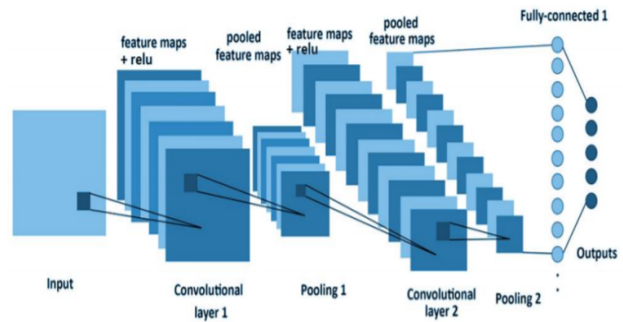 feature maps
+ relu
pooled
feature maps
feature maps
+ relu
pooled
feature maps
Fully-connected 1
Input
Convolutional
layer 1
Pooling 1
Convolutional
layer 2
Pooling 2
Outputs